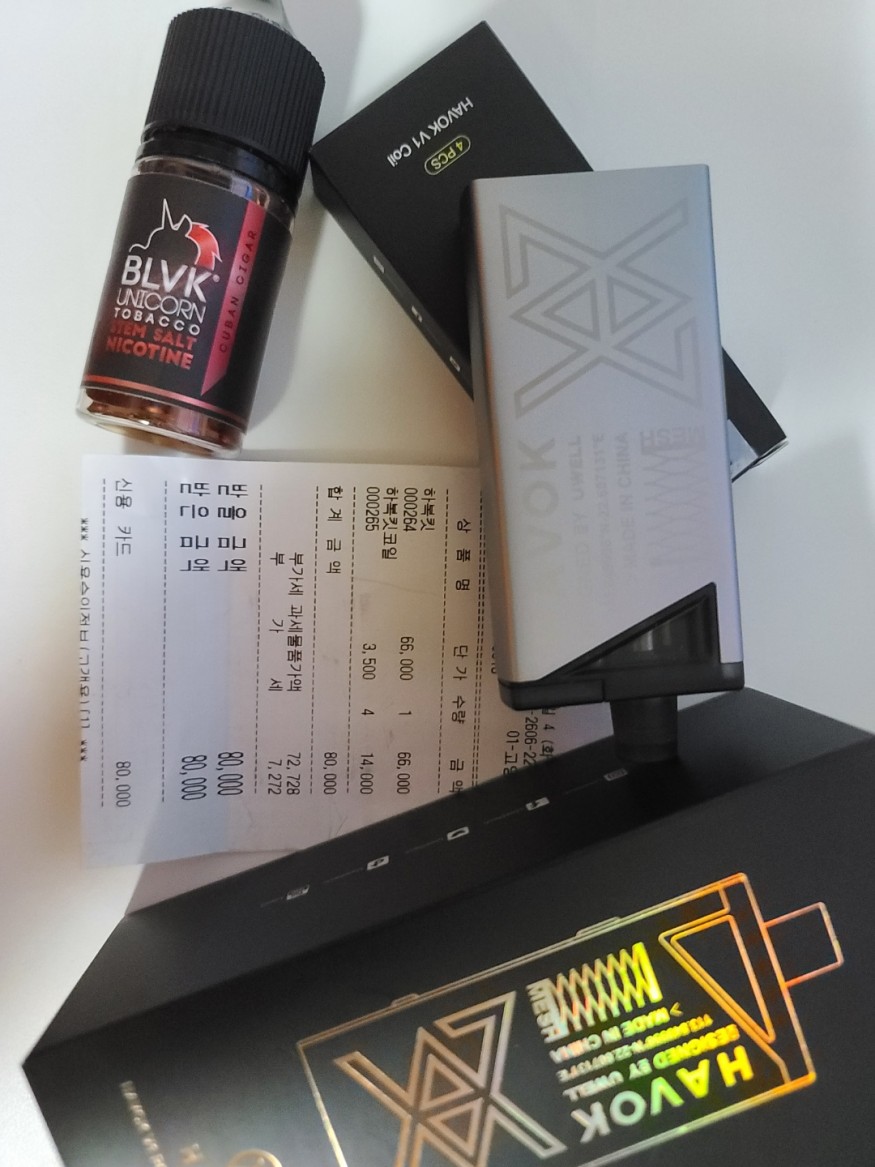 BLVK
UNICORN
TOBACCO
STEM SALT
NICOTINE
CUBAN CIGAR
HAVOK V1 Coil
4 PCS
HAVOK
BY UWELL
MADE IN CHINA
MESH
상 품 명 단 가 수량 금 액
하복킷
000264 66,000 1 66,000
하복킷코일
000265 3,500 4 14,000
합 계 금 액 80,000
부가세 과세물품가액 72,728
부 가 세 7,272
받을금액 80,000
받은금액 80,000
신용 카드 80,000
HAVOK
DESIGNED BY UWELL
MADE IN CHINA
MESH